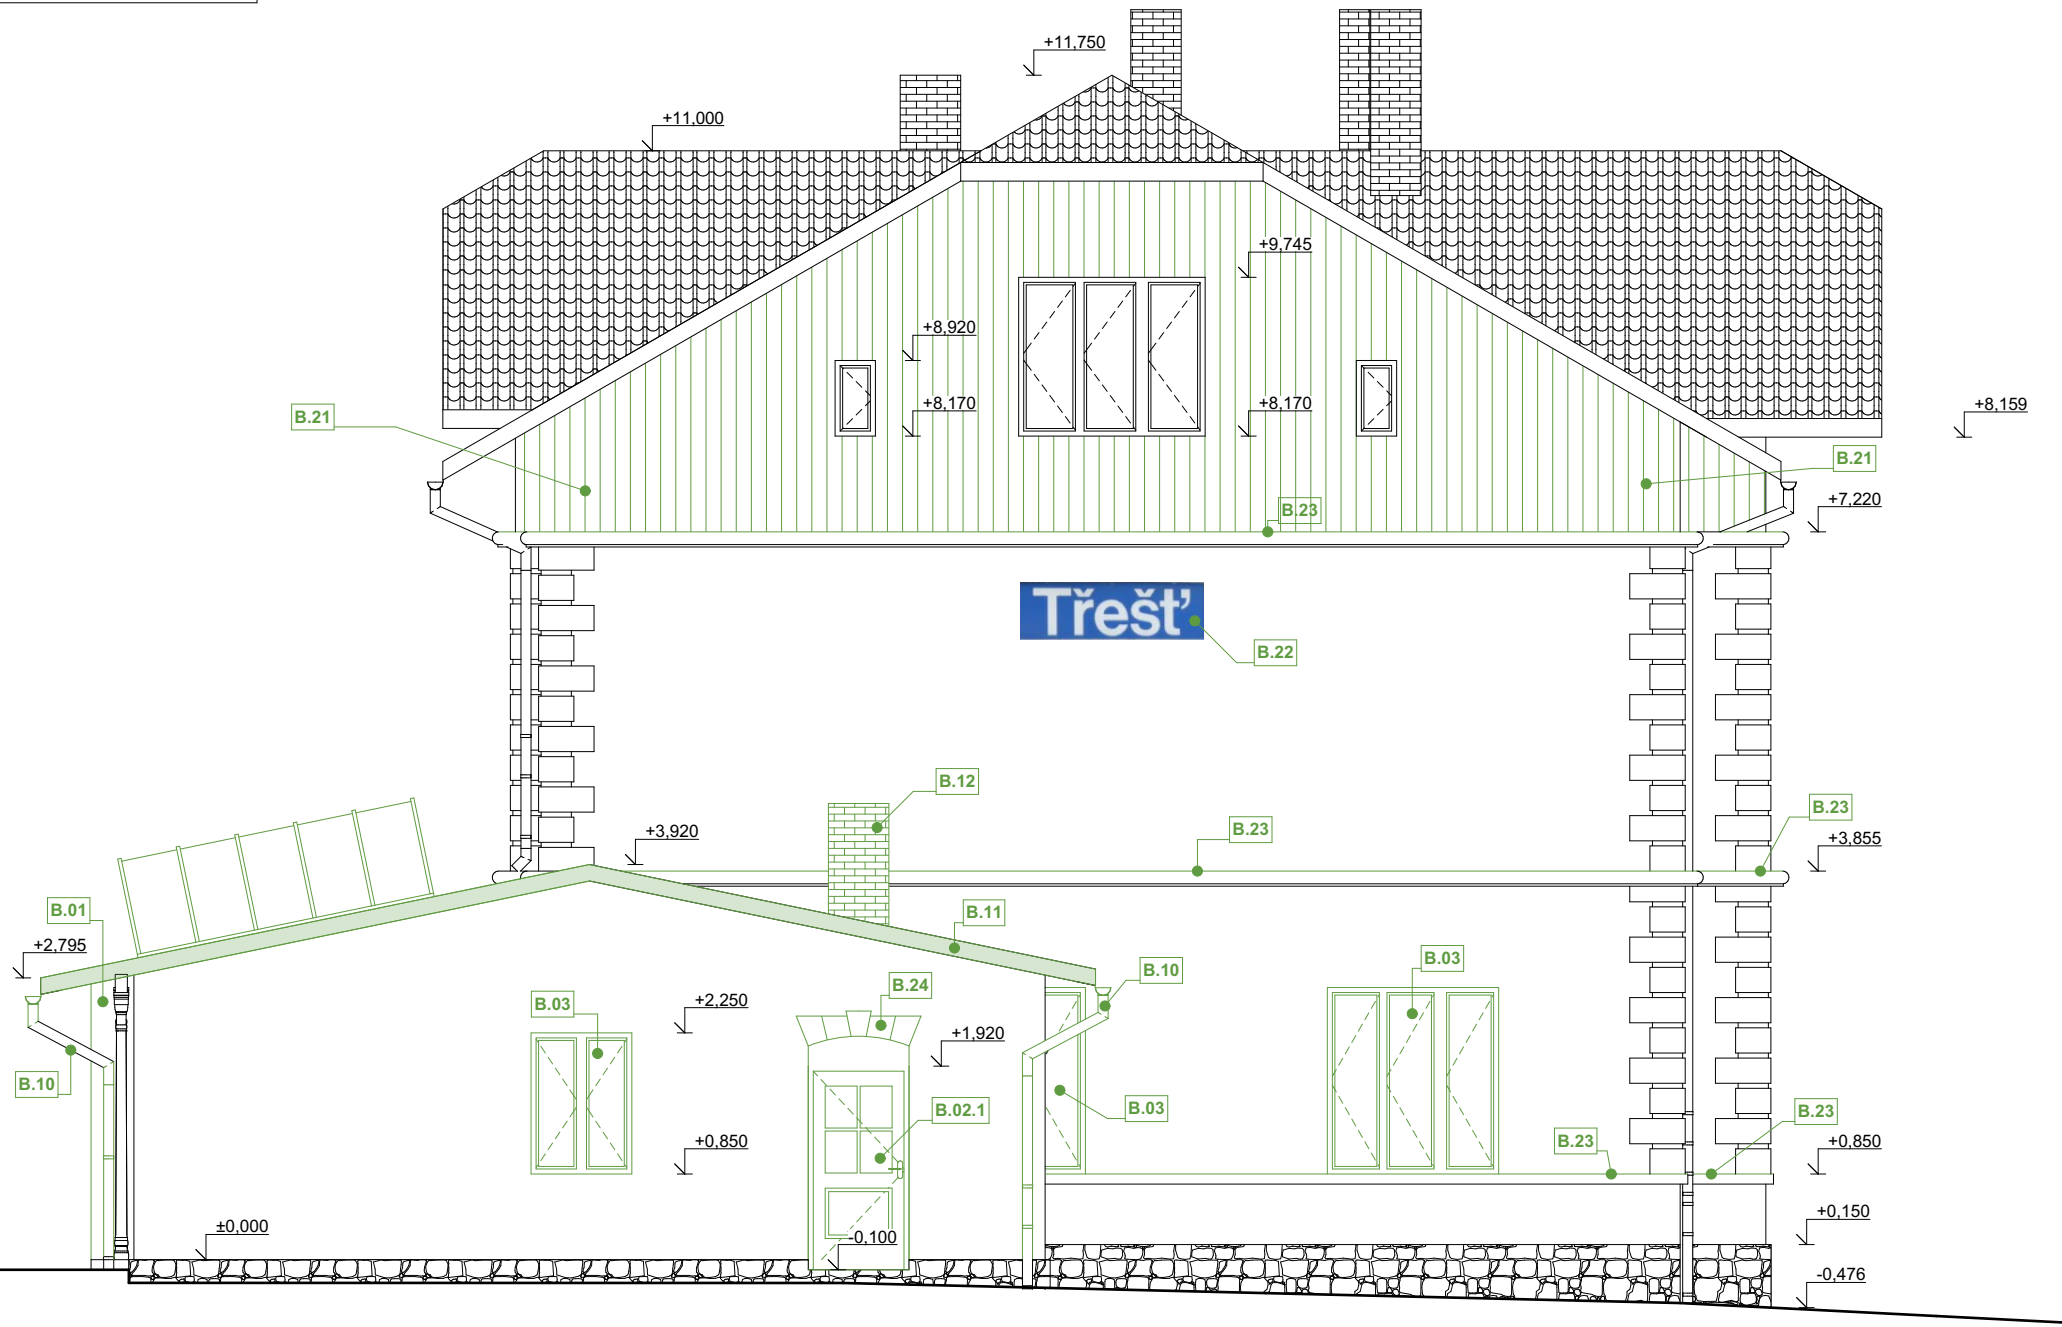 +11,750
+11,000
+9,745
+8,920
+8,170
+8,170
+8,159
B.21
B.21
+7,220
B.23
Třešť
B.22
B.12
B.23
B.23
+3,920
+3,855
B.01
B.11
+2,795
B.10
B.03
B.24
B.03
+2,250
+1,920
B.10
B.02.1
B.03
B.23
B.23
+0,850
+0,850
±0,000
+0,150
-0,100
-0,476